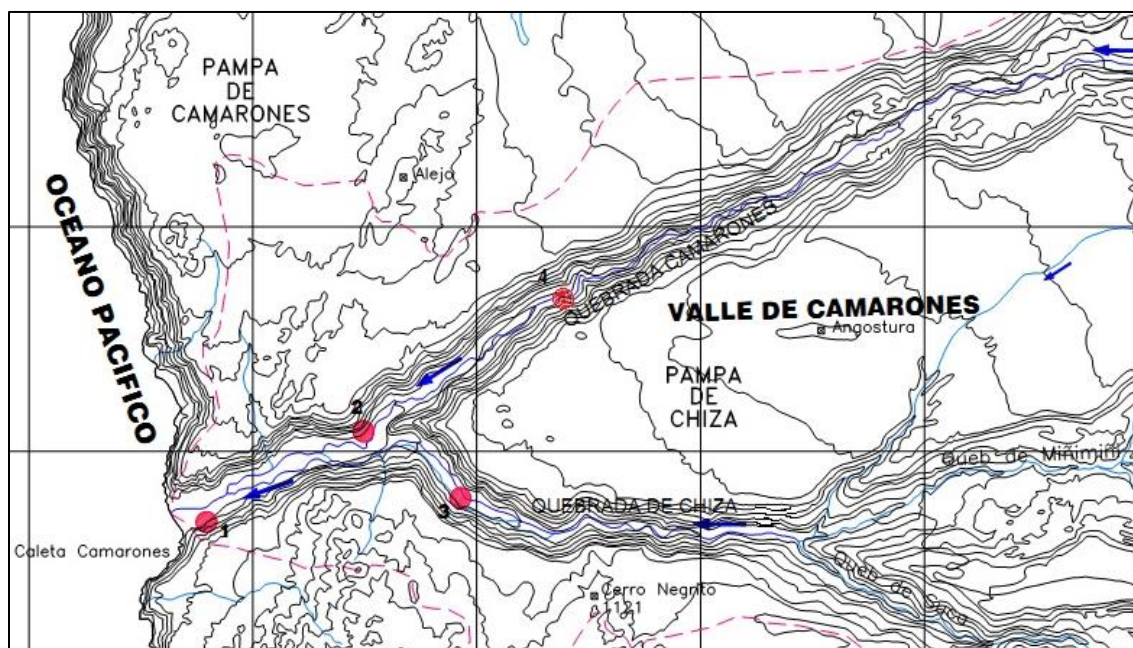 PAMPA
DE
CAMARONES
Alejo
OCEANO PACIFICO
QUEBRADA CAMARONES
4
VALLE DE CAMARONES
Angostura
PAMPA
DE
CHIZA
2
Queb de Miñimiñi
3
QUEBRADA DE CHIZA
1
Caleta Camarones
Queb de Suca
Cerro Negrito
1121